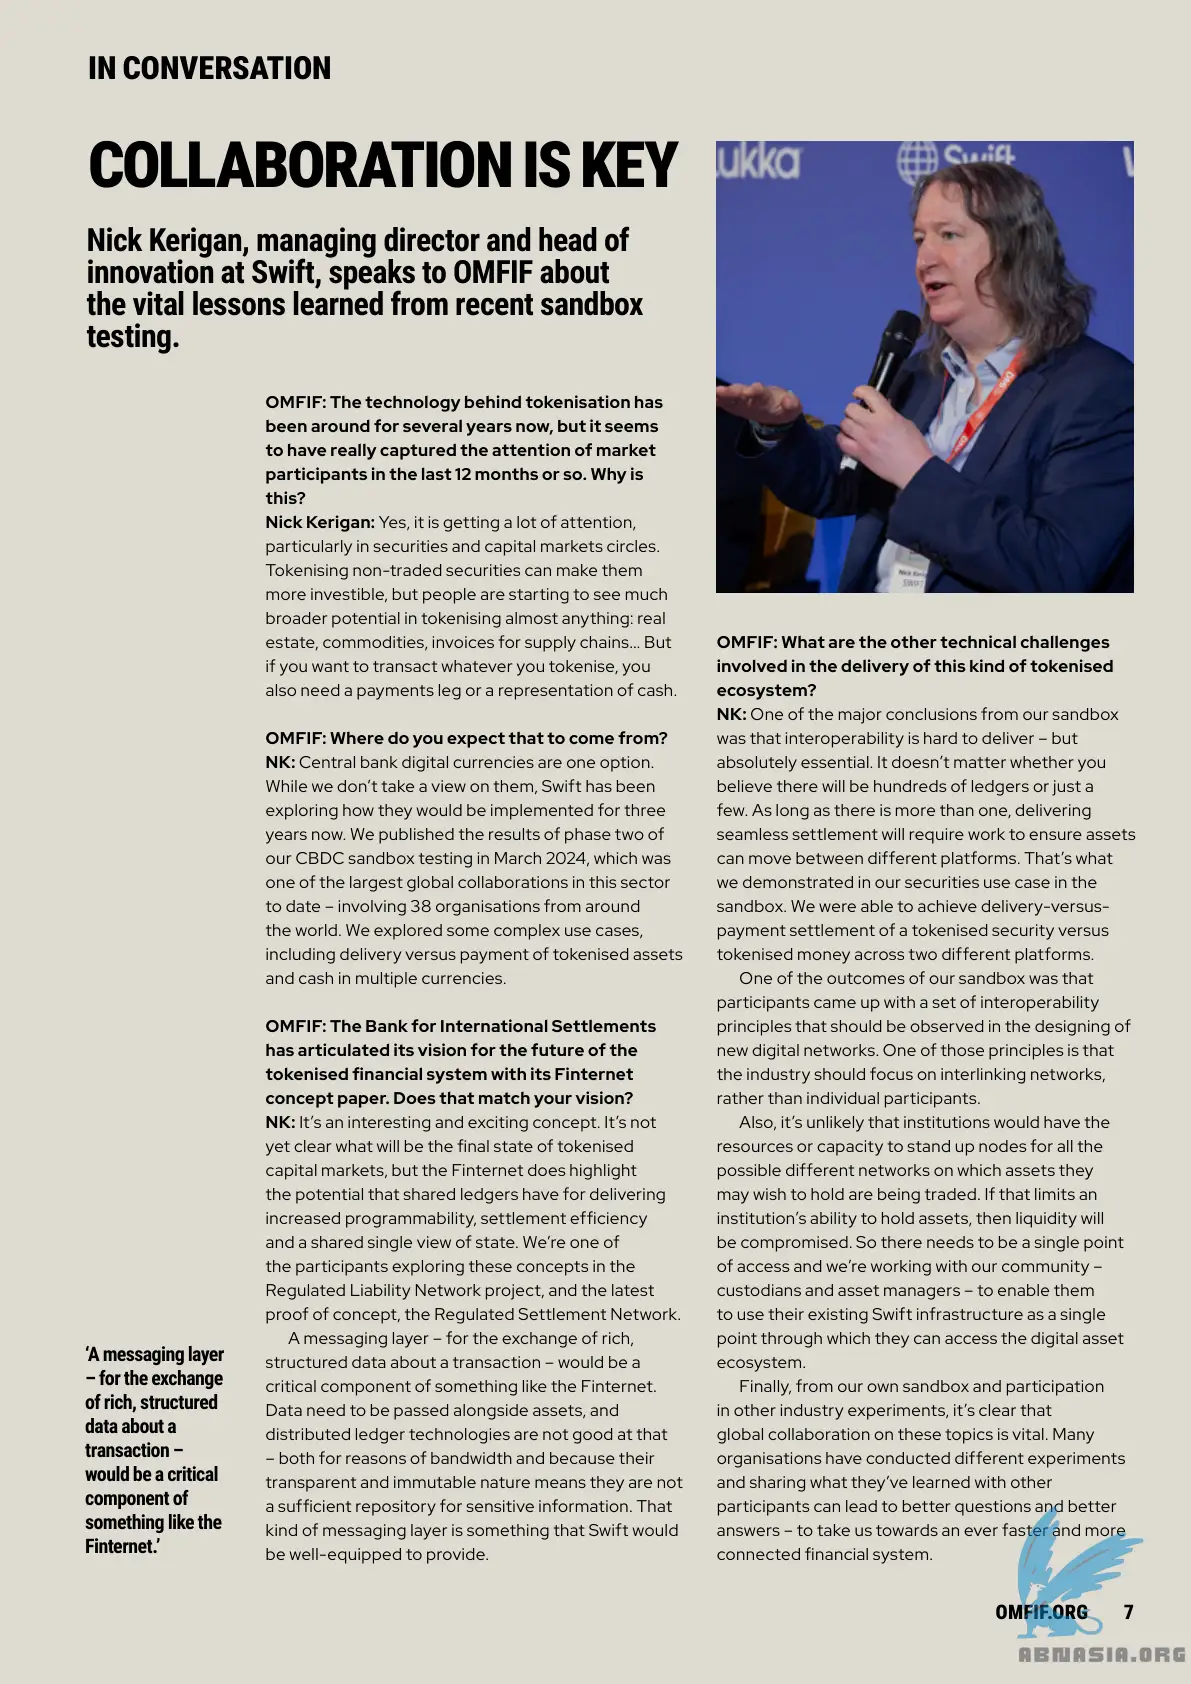 IN CONVERSATION
COLLABORATION IS KEY
Nick Kerigan, managing director and head of
innovation at Swift, speaks to OMFIF about
the vital lessons learned from recent sandbox
testing.
OMFIF: The technology behind tokenisation has
been around for several years now, but it seems
to have really captured the attention of market
participants in the last 12 months or so. Why is
this?
Nick Kerigan: Yes, it is getting a lot of attention,
particularly in securities and capital markets circles.
Tokenising non-traded securities can make them
more investible, but people are starting to see much
broader potential in tokenising almost anything: real
estate, commodities, invoices for supply chains… But
if you want to transact whatever you tokenise, you
also need a payments leg or a representation of cash.
OMFIF: Where do you expect that to come from?
NK: Central bank digital currencies are one option.
While we don’t take a view on them, Swift has been
exploring how they would be implemented for three
years now. We published the results of phase two of
our CBDC sandbox testing in March 2024, which was
one of the largest global collaborations in this sector
to date – involving 38 organisations from around
the world. We explored some complex use cases,
including delivery versus payment of tokenised assets
and cash in multiple currencies.
OMFIF: The Bank for International Settlements
has articulated its vision for the future of the
tokenised financial system with its Finternet
concept paper. Does that match your vision?
NK: It’s an interesting and exciting concept. It’s not
yet clear what will be the final state of tokenised
capital markets, but the Finternet does highlight
the potential that shared ledgers have for delivering
increased programmability, settlement efficiency
and a shared single view of state. We’re one of
the participants exploring these concepts in the
Regulated Liability Network project, and the latest
proof of concept, the Regulated Settlement Network.
A messaging layer – for the exchange of rich,
structured data about a transaction – would be a
critical component of something like the Finternet.
Data need to be passed alongside assets, and
distributed ledger technologies are not good at that
– both for reasons of bandwidth and because their
transparent and immutable nature means they are not
a sufficient repository for sensitive information. That
kind of messaging layer is something that Swift would
be well-equipped to provide.
‘A messaging layer
– for the exchange
of rich, structured
data about a
transaction –
would be a critical
component of
something like the
Finternet.’
ukka
Swift
OMFIF: What are the other technical challenges
involved in the delivery of this kind of tokenised
ecosystem?
NK: One of the major conclusions from our sandbox
was that interoperability is hard to deliver – but
absolutely essential. It doesn’t matter whether you
believe there will be hundreds of ledgers or just a
few. As long as there is more than one, delivering
seamless settlement will require work to ensure assets
can move between different platforms. That’s what
we demonstrated in our securities use case in the
sandbox. We were able to achieve delivery-versus-
payment settlement of a tokenised security versus
tokenised money across two different platforms.
One of the outcomes of our sandbox was that
participants came up with a set of interoperability
principles that should be observed in the designing of
new digital networks. One of those principles is that
the industry should focus on interlinking networks,
rather than individual participants.
Also, it’s unlikely that institutions would have the
resources or capacity to stand up nodes for all the
possible different networks on which assets they
may wish to hold are being traded. If that limits an
institution’s ability to hold assets, then liquidity will
be compromised. So there needs to be a single point
of access and we’re working with our community –
custodians and asset managers – to enable them
to use their existing Swift infrastructure as a single
point through which they can access the digital asset
ecosystem.
Finally, from our own sandbox and participation
in other industry experiments, it’s clear that
global collaboration on these topics is vital. Many
organisations have conducted different experiments
and sharing what they’ve learned with other
participants can lead to better questions and better
answers – to take us towards an ever faster and more
connected financial system.
OMFIF.ORG 7
ABNASIA.ORG